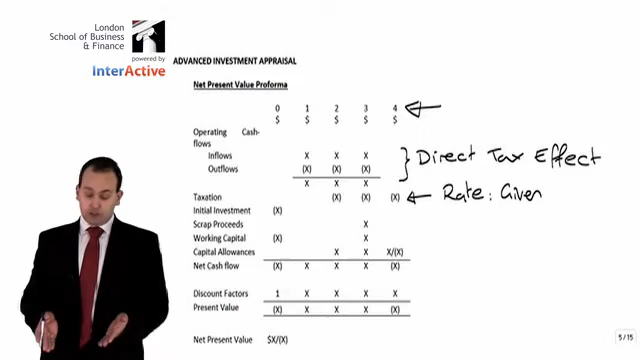 London
School of Business
& Finance
powered by
InterActive
ADVANCED INVESTMENT APPRAISAL
Net Present Value Proforma
0 1 2 3 4
$ $ $ $ $
Operating Cash-
flows
Inflows X X X
Outflows (X) (X) (X)
X X X
Direct Tax Effect
Taxation (X) (X) (X)
Rate: Given
Initial Investment (X)
Scrap Proceeds X
Working Capital (X) X
Capital Allowances X X X/(X)
Net Cash flow (X) X X X (X)
Discount Factors 1 X X X X
Present Value (X) X X X (X)
Net Present Value $X/(X)
5/15